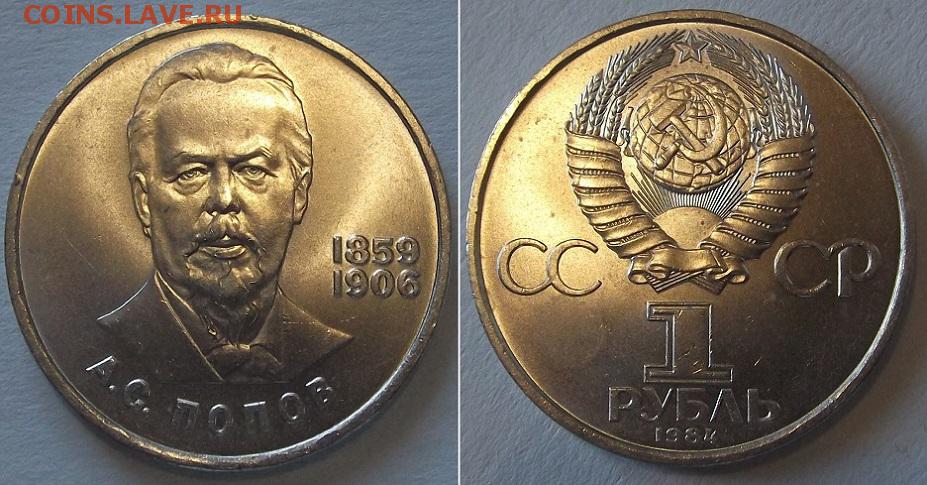 COINS.LAVE.RU
1859
1906
А.С. ПОПОВ
СС СР
1
РУБЛЬ
1984